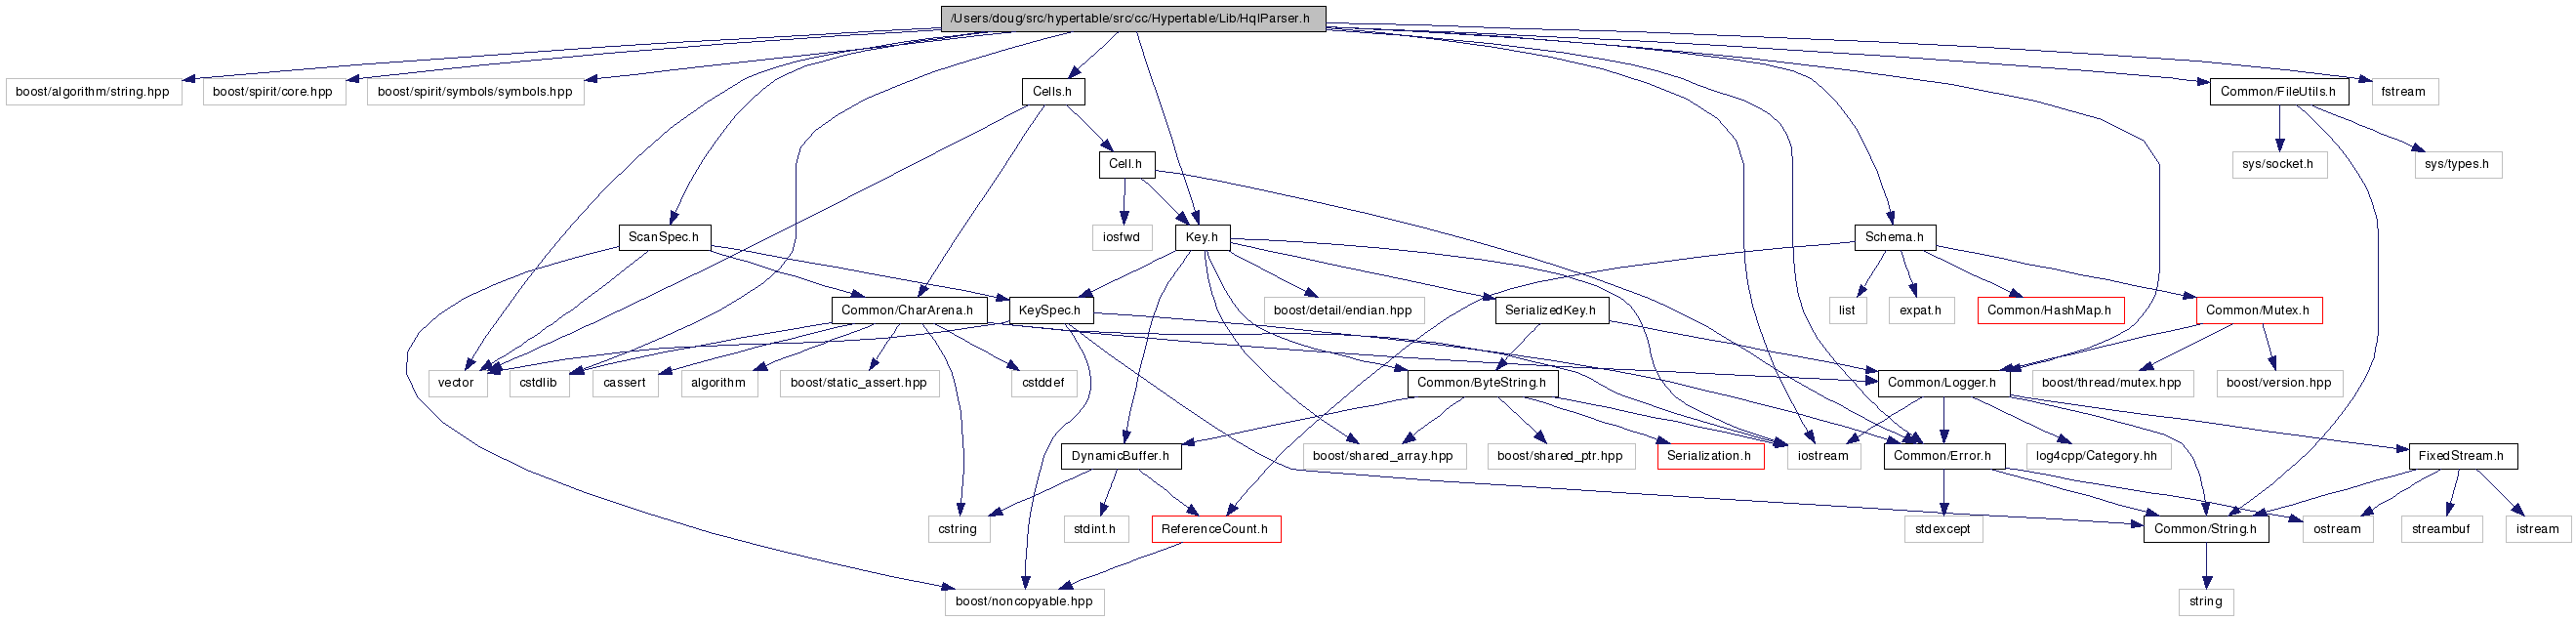 /Users/doug/src/hypertable/src/cc/Hypertable/Lib/HqlParser.h
boost/algorithm/string.hpp
boost/spirit/core.hpp
boost/spirit/symbols/symbols.hpp
Cells.h
Common/FileUtils.h
fstream
Cell.h
sys/socket.h
sys/types.h
ScanSpec.h
iosfwd
Key.h
Schema.h
Common/CharArena.h
KeySpec.h
boost/detail/endian.hpp
SerializedKey.h
list
expat.h
Common/HashMap.h
Common/Mutex.h
vector
cstdlib
cassert
algorithm
boost/static_assert.hpp
cstddef
Common/ByteString.h
Common/Logger.h
boost/thread/mutex.hpp
boost/version.hpp
DynamicBuffer.h
boost/shared_array.hpp
boost/shared_ptr.hpp
Serialization.h
iostream
Common/Error.h
log4cpp/Category.hh
FixedStream.h
cstring
stdint.h
ReferenceCount.h
stdexcept
Common/String.h
ostream
streambuf
istream
boost/noncopyable.hpp
string